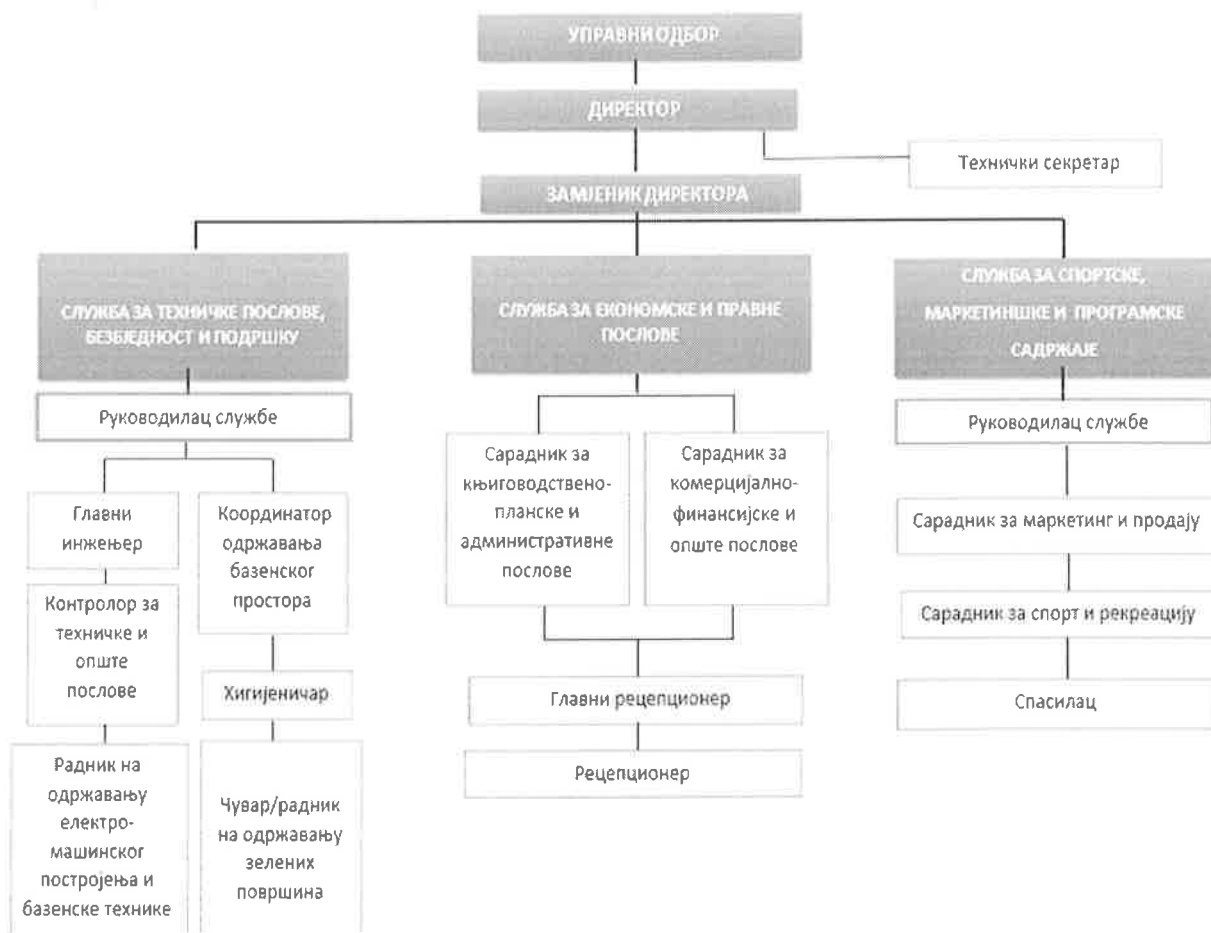 УПРАВНИ ОДБОР
ДИРЕКТОР
Технички секретар
ЗАМЈЕНИК ДИРЕКТОРА
СЛУЖБА ЗА ТЕХНИЧКЕ ПОСЛОВЕ,
БЕЗБЈЕДНОСТ И ПОДРШКУ
Руководилац службе
Главни
инжењер
Контролор за
техничке и
опште
послове
Радник на
одржавању
електро-
машинског
постројења и
базенске технике
Координатор
одржавања
базенског
простора
Хигијеничар
Чувар/радник
на одржавању
зелених
површина
СЛУЖБА ЗА ЕКОНОМСКЕ И ПРАВНЕ
ПОСЛОВЕ
Сарадник за
књиговодствено-
планске и
административне
послове
Сарадник за
комерцијално-
финансијске и
опште послове
Главни рецепционер
Рецепционер
СЛУЖБА ЗА СПОРТСКЕ,
МАРКЕТИНШКЕ И ПРОГРАМСКЕ
САДРЖАЈЕ
Руководилац службе
Сарадник за маркетинг и продају
Сарадник за спорт и рекреацију
Спасилац